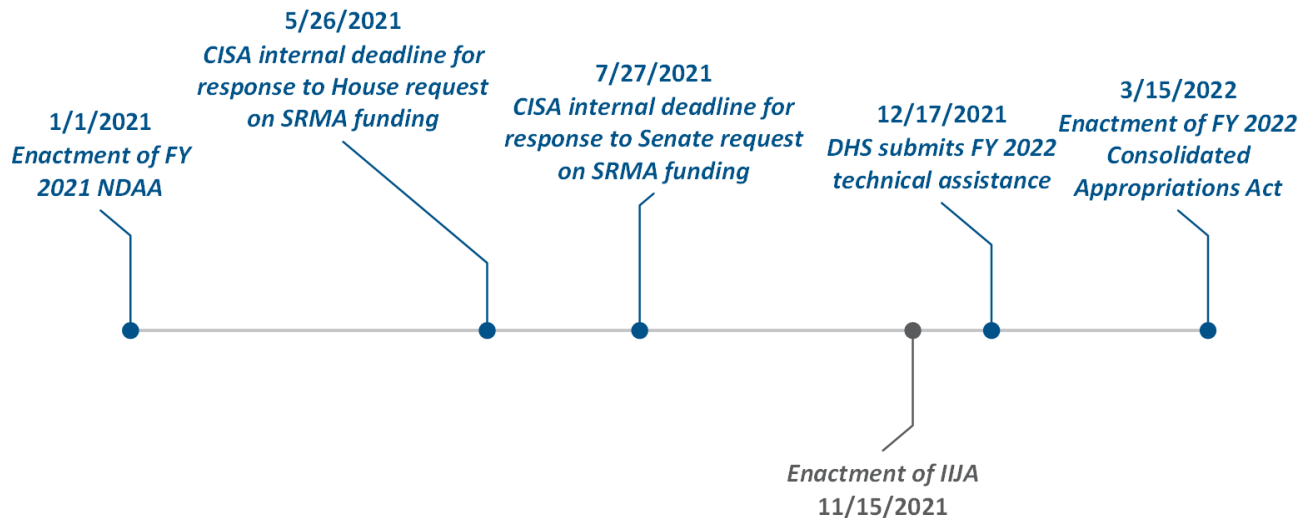 1/1/2021
Enactment of FY
2021 NDAA
5/26/2021
CISA internal deadline for
response to House request
on SRMA funding
7/27/2021
CISA internal deadline for
response to Senate request
on SRMA funding
Enactment of IIJA
11/15/2021
12/17/2021
DHS submits FY 2022
technical assistance
3/15/2022
Enactment of FY 2022
Consolidated
Appropriations Act